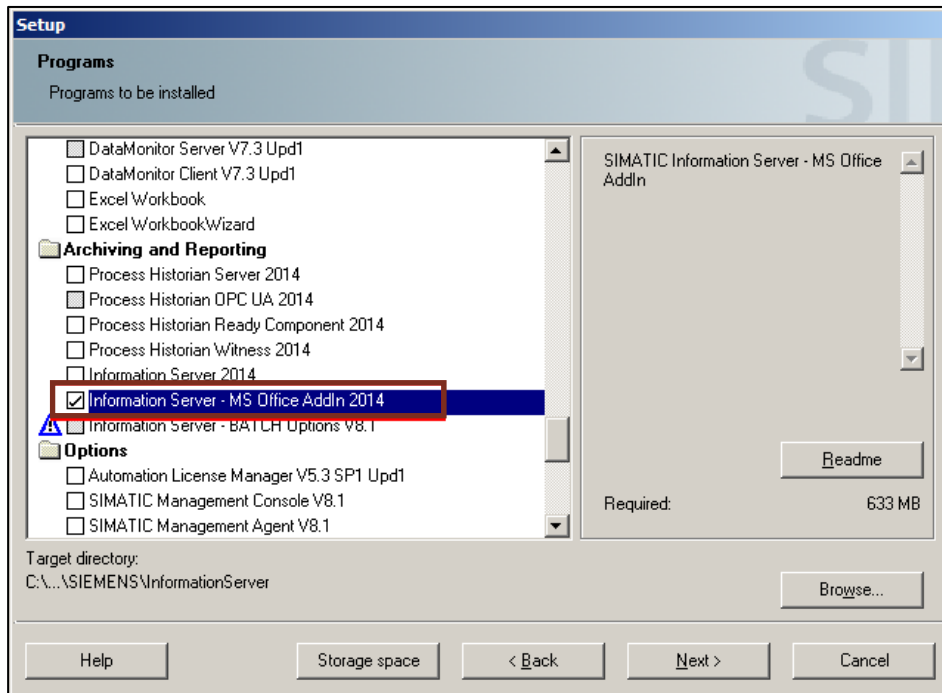 Setup
Programs
Programs to be installed
SI
DataMonitor Server V7.3 Upd1
DataMonitor Client V7.3 Upd1
Excel Workbook
Excel WorkbookWizard
Archiving and Reporting
Process Historian Server 2014
Process Historian OPC UA 2014
Process Historian Ready Component 2014
Process Historian Witness 2014
Information Server 2014
Information Server - MS Office AddIn 2014
Information Server - BATCH Options V8.1
Options
Automation License Manager V5.3 SP1 Upd1
SIMATIC Management Console V8.1
SIMATIC Management Agent V8.1
SIMATIC Information Server - MS Office
AddIn
Readme
Required: 633 MB
Target directory:
C:\...\SIEMENS\InformationServer
Browse...
Help Storage space < Back Next > Cancel